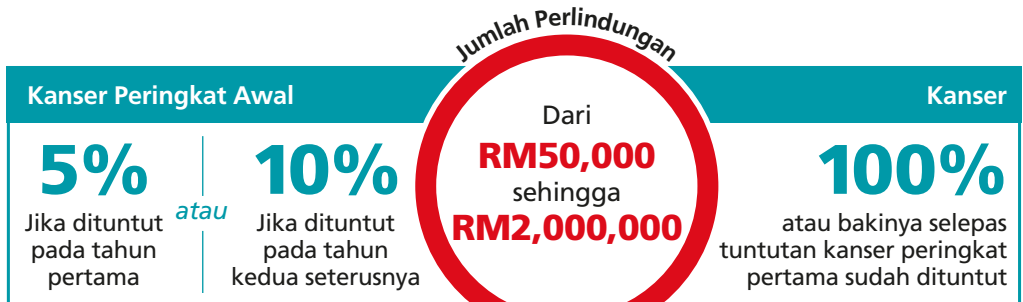 Jumlah Perlindungan
Kanser Peringkat Awal
5%
Jika dituntut
pada tahun
pertama
atau
10%
Jika dituntut
pada tahun
kedua seterusnya
Dari
RM50,000
sehingga
RM2,000,000
Kanser
100%
atau bakinya selepas
tuntutan kanser peringkat
pertama sudah dituntut